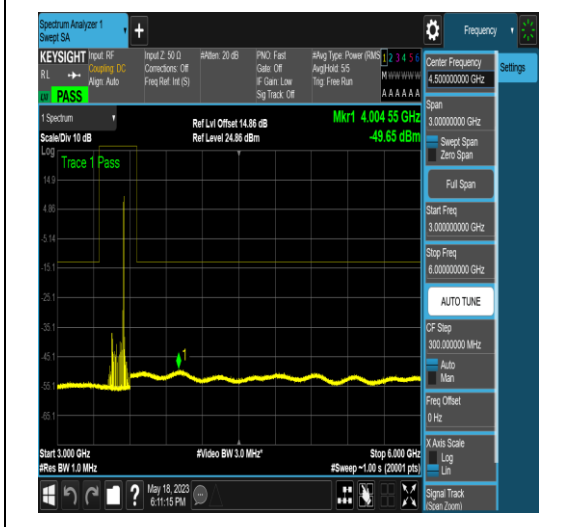 Spectrum Analyzer 1
Swept SA
Frequency
KEYSIGHT
Input: RF
Coupling: DC
Align: Auto
Input Z: 50 Ω
Corrections: Off
Freq Ref: Int (S)
#Atten: 20 dB
PNO: Fast
Gate: Off
IF Gain: Low
Sig Track: Off
#Avg Type: Power (RMS
Avg|Hold: 5/5
Trig: Free Run
1 2 3 4 5 6
M W W W W W
A A A A A A
RL
PASS
1 Spectrum
Scale/Div 10 dB
Log
Ref Lvl Offset 14.86 dB
Ref Level 24.86 dBm
Mkr1 4.004 55 GHz
-49.65 dBm
Trace 1 Pass
14.9
4.86
-5.14
-15.1
-25.1
-35.1
-45.1
-55.1
-65.1
1
Start 3.000 GHz
#Res BW 1.0 MHz
#Video BW 3.0 MHz*
Stop 6.000 GHz
#Sweep ~1.00 s (20001 pts)
May 18, 2023
6:11:15 PM
Center Frequency
4.500000000 GHz
Settings
Span
3.00000000 GHz
Swept Span
Zero Span
Full Span
Start Freq
3.000000000 GHz
Stop Freq
6.000000000 GHz
AUTO TUNE
CF Step
300.000000 MHz
Auto
Man
Freq Offset
0 Hz
X Axis Scale
Log
Lin
Signal Track
(Span Zoom)